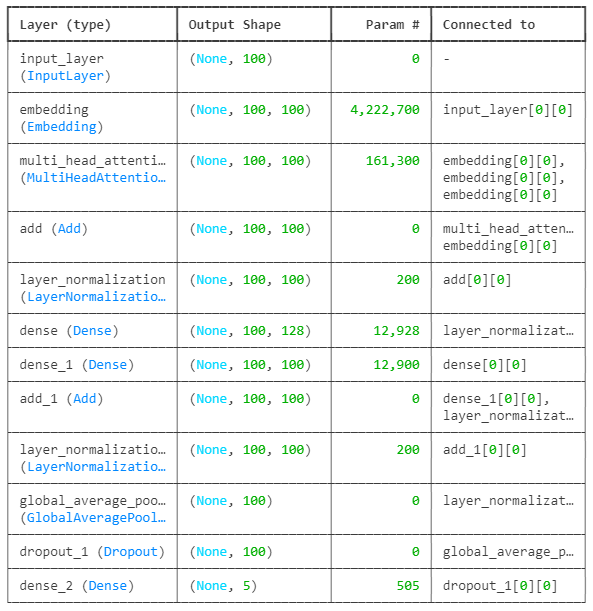 Layer (type) Output Shape Param # Connected to
input_layer (None, 100) 0 -
(InputLayer)
embedding (None, 100, 100) 4,222,700 input_layer[0][0]
(Embedding)
multi_head_attenti… (None, 100, 100) 161,300 embedding[0][0],
(MultiHeadAttentio… embedding[0][0],
embedding[0][0]
add (Add) (None, 100, 100) 0 multi_head_atten…
embedding[0][0]
layer_normalization (None, 100, 100) 200 add[0][0]
(LayerNormalizatio…
dense (Dense) (None, 100, 128) 12,928 layer_normalizat…
dense_1 (Dense) (None, 100, 100) 12,900 dense[0][0]
add_1 (Add) (None, 100, 100) 0 dense_1[0][0],
layer_normalizat…
layer_normalizatio… (None, 100, 100) 200 add_1[0][0]
(LayerNormalizatio…
global_average_poo… (None, 100) 0 layer_normalizat…
(GlobalAveragePool…
dropout_1 (Dropout) (None, 100) 0 global_average_p…
dense_2 (Dense) (None, 5) 505 dropout_1[0][0]